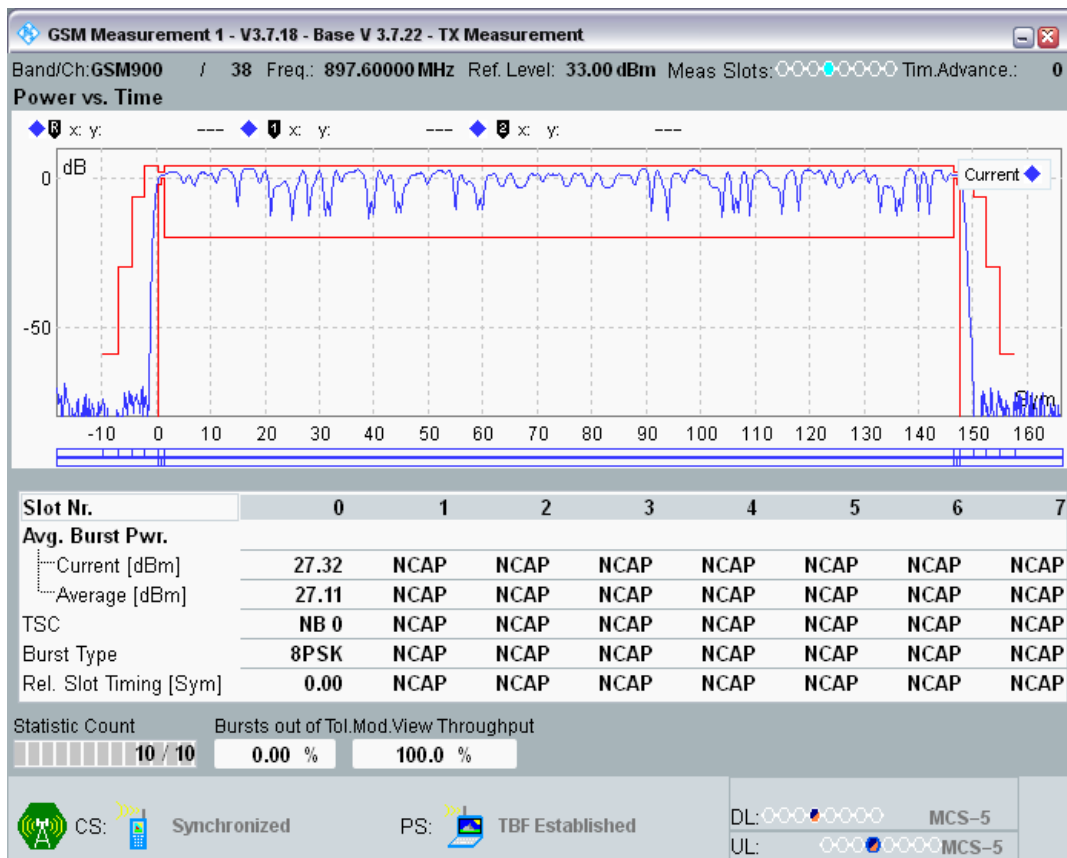 GSM Measurement 1 - V3.7.18 - Base V 3.7.22 - TX Measurement
Band/Ch:GSM900 / 38 Freq.: 897.60000 MHz Ref. Level: 33.00 dBm Meas Slots: Tim.Advance.: 0
Power vs. Time
R x: y: --- 1 x: y: --- 2 x: y: ---
dB
Current
0
-50
Sym
-10 0 10 20 30 40 50 60 70 80 90 100 110 120 130 140 150 160
Slot Nr. 0 1 2 3 4 5 6 7
Avg. Burst Pwr.
Current [dBm] 27.32 NCAP NCAP NCAP NCAP NCAP NCAP NCAP
Average [dBm] 27.11 NCAP NCAP NCAP NCAP NCAP NCAP NCAP
TSC NB 0 NCAP NCAP NCAP NCAP NCAP NCAP NCAP
Burst Type 8PSK NCAP NCAP NCAP NCAP NCAP NCAP NCAP
Rel. Slot Timing [Sym] 0.00 NCAP NCAP NCAP NCAP NCAP NCAP NCAP
Statistic Count Bursts out of Tol.Mod.View Throughput
10 / 10 0.00 % 100.0 %
CS: Synchronized PS: TBF Established
DL: MCS-5
UL: MCS-5